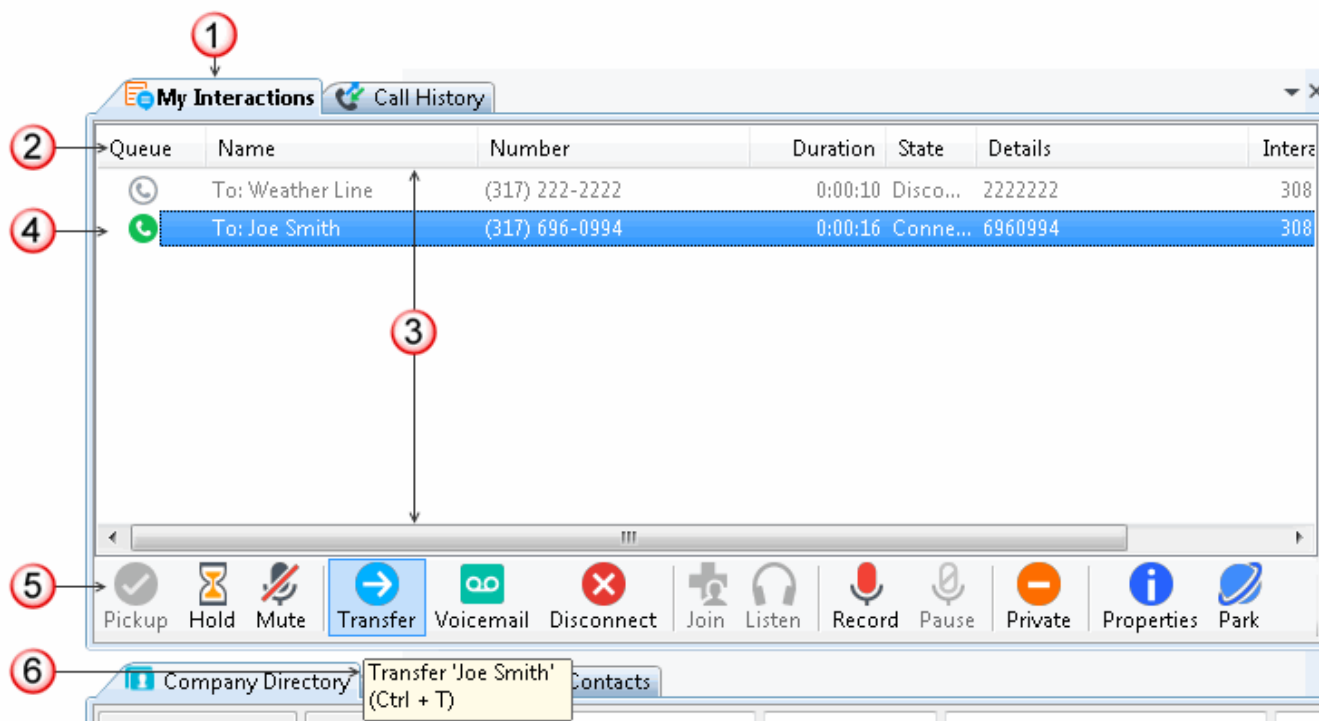 1
My Interactions
Call History
2
Queue Name Number Duration State Details Intera
To: Weather Line (317) 222-2222 0:00:10 Disco... 2222222 308
4
To: Joe Smith (317) 696-0994 0:00:16 Conne... 6960994 308
3
5
Pickup Hold Mute Transfer Voicemail Disconnect Join Listen Record Pause Private Properties Park
6
Company Directory
Transfer 'Joe Smith'
(Ctrl + T)
Contacts